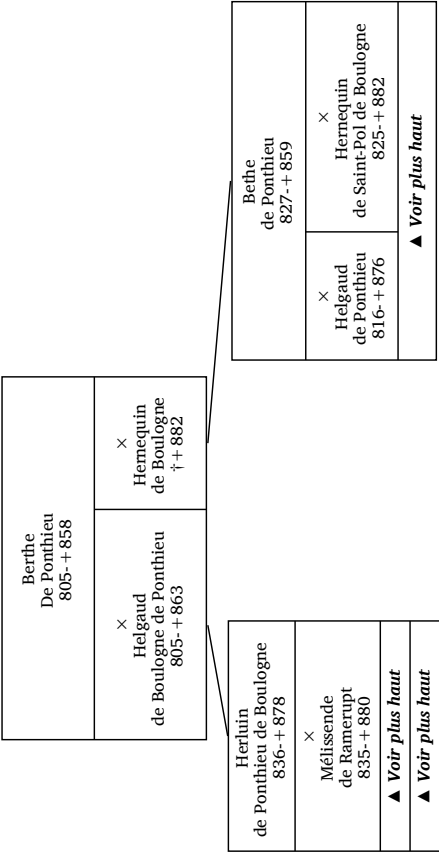 Berthe
De Ponthieu
805-+858
×
Helgaud
de Boulogne de Ponthieu
805-+863
×
Hernequin
de Boulogne
†+882
Herluin
de Ponthieu de Boulogne
836-+878
×
Mélissende
de Ramerupt
835-+880
▲ Voir plus haut
▲ Voir plus haut
Bethe
de Ponthieu
827-+859
×
Helgaud
de Ponthieu
816-+876
×
Hernequin
de Saint-Pol de Boulogne
825-+882
▲ Voir plus haut